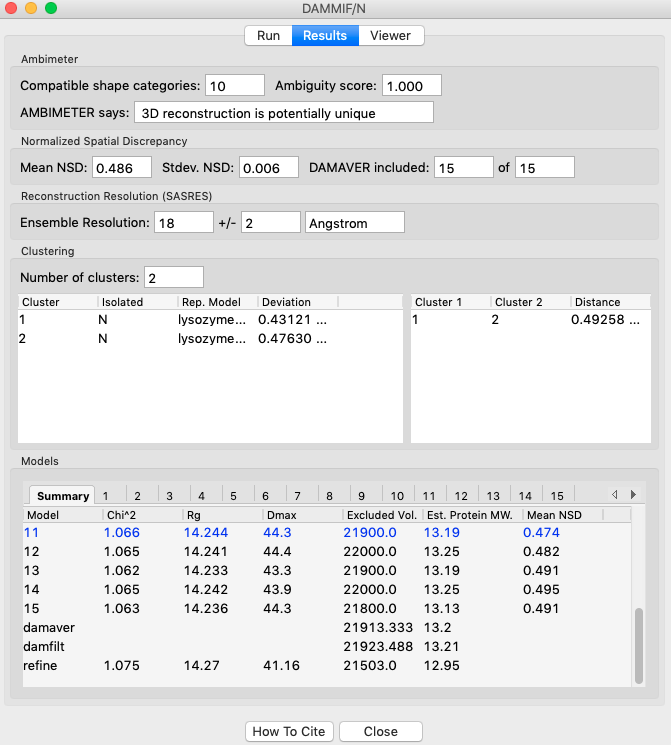 DAMMIF/N
Run Results Viewer
Ambimeter
Compatible shape categories: 10 Ambiguity score: 1.000
AMBIMETER says: 3D reconstruction is potentially unique
Normalized Spatial Discrepancy
Mean NSD: 0.486 Stdev. NSD: 0.006 DAMAVER included: 15 of 15
Reconstruction Resolution (SASRES)
Ensemble Resolution: 18 +/- 2 Angstrom
Clustering
Number of clusters: 2
Cluster Isolated Rep. Model Deviation
1 N lysozyme... 0.43121 ...
2 N lysozyme... 0.47630 ...
Cluster 1 Cluster 2 Distance
1 2 0.49258 ...
Models
Summary 1 2 3 4 5 6 7 8 9 10 11 12 13 14 15
Model Chi^2 Rg Dmax Excluded Vol. Est. Protein MW. Mean NSD
11 1.066 14.244 44.3 21900.0 13.19 0.474
12 1.065 14.241 44.4 22000.0 13.25 0.482
13 1.062 14.233 43.3 21900.0 13.19 0.491
14 1.065 14.242 43.9 22000.0 13.25 0.495
15 1.063 14.236 44.3 21800.0 13.13 0.491
damaver 21913.333 13.2
damfilt 21923.488 13.21
refine 1.075 14.27 41.16 21503.0 12.95
How To Cite Close